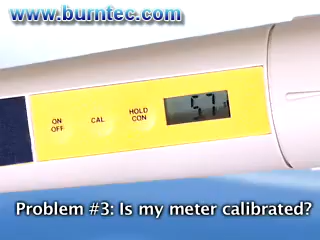 www.burntec.com
ON
OFF
CAL
HOLD
CON
Problem #3: Is my meter calibrated?